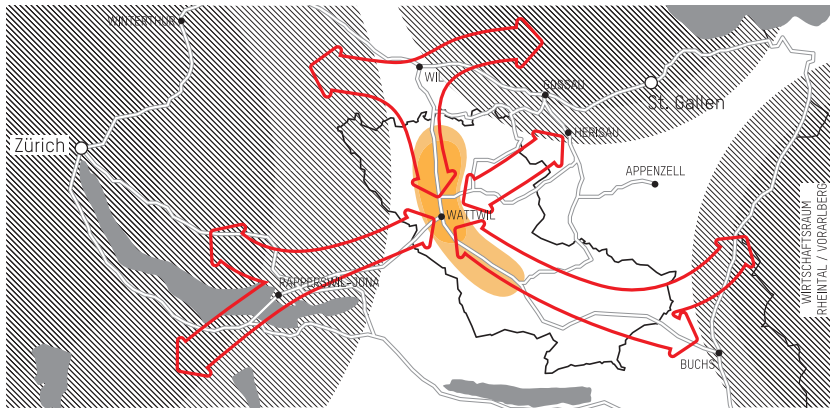 WINTERTHUR
WIL
GOSSAU
St. Gallen
HERISAU
Zürich
APPENZELL
WATTWIL
RAPPERSWIL-JONA
BUCHS
WIRTSCHAFTSRAUM
RHEINTAL / VORARLBERG